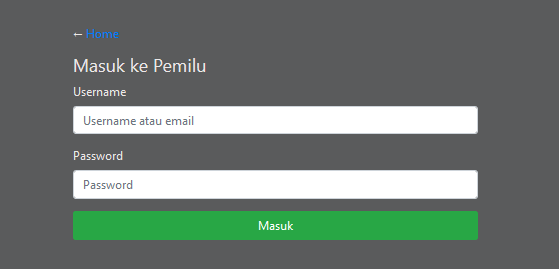 ← Home
Masuk ke Pemilu
Username
Username atau email
Password
Password
Masuk